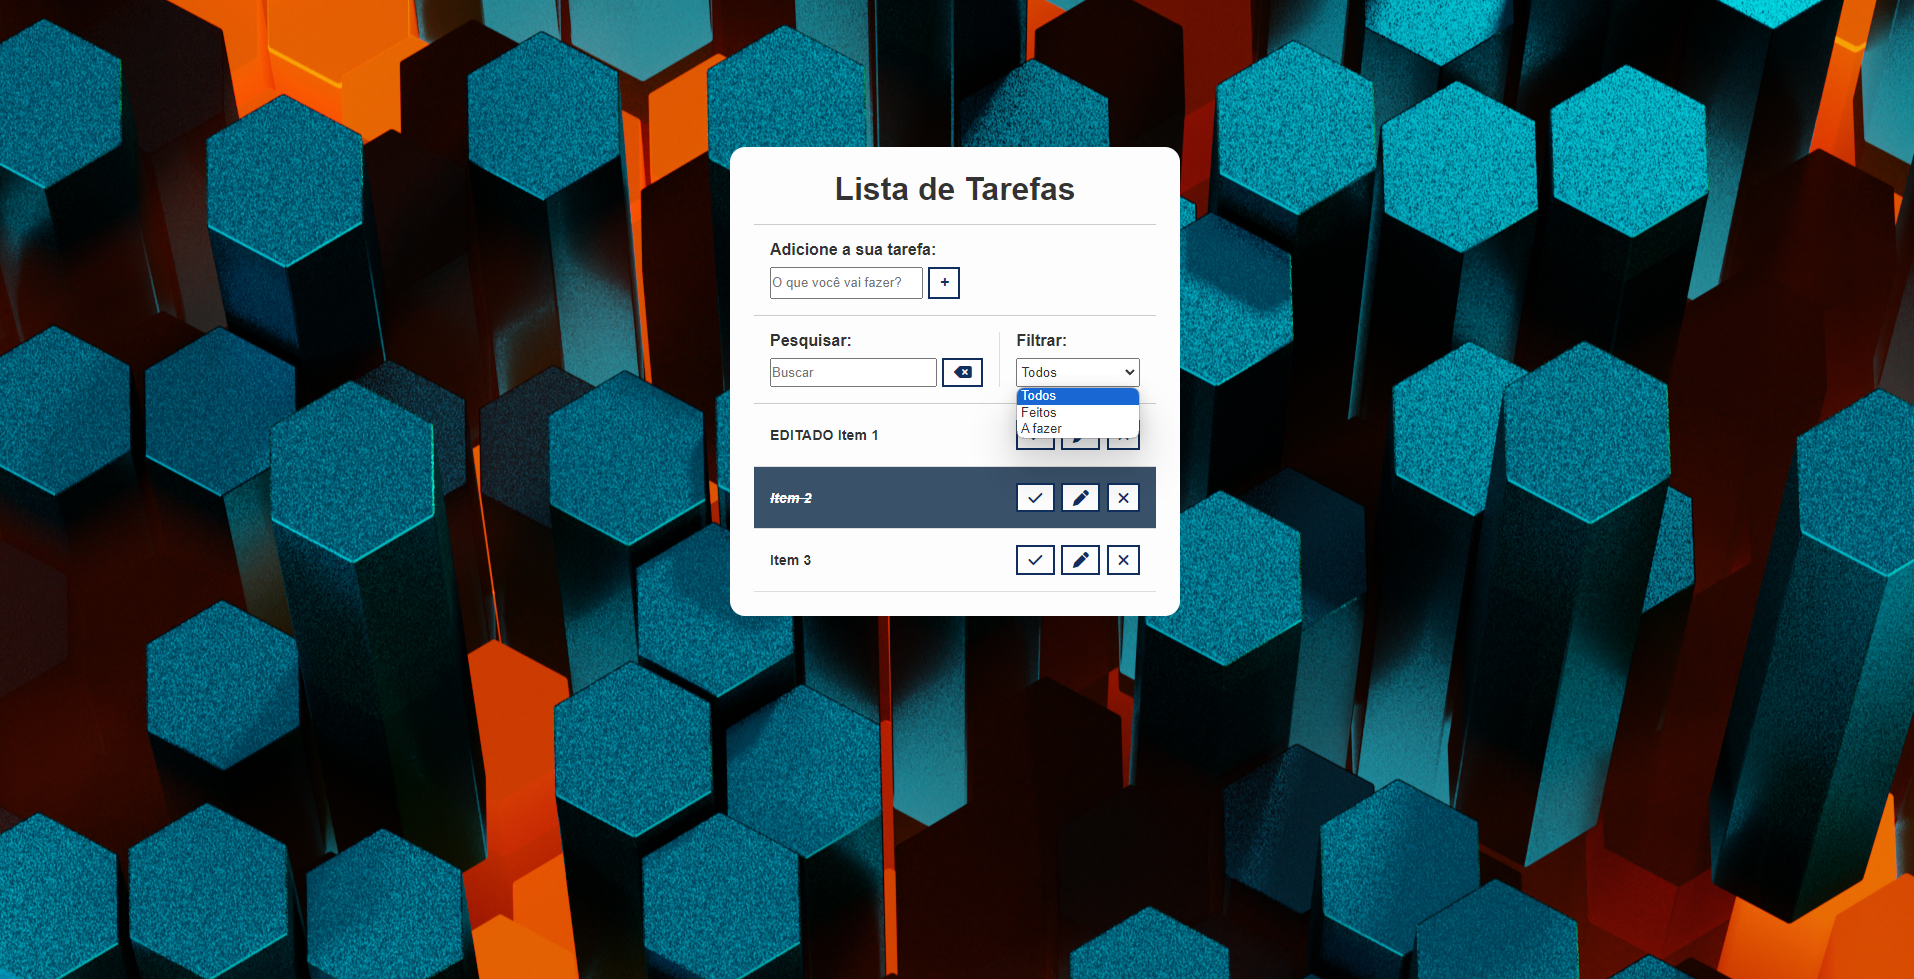 Lista de Tarefas
Adicione a sua tarefa:
O que você vai fazer? +
Pesquisar:
Buscar
Filtrar:
Todos
Todos
Feitos
A fazer
EDITADO Item 1
Item 2
Item 3